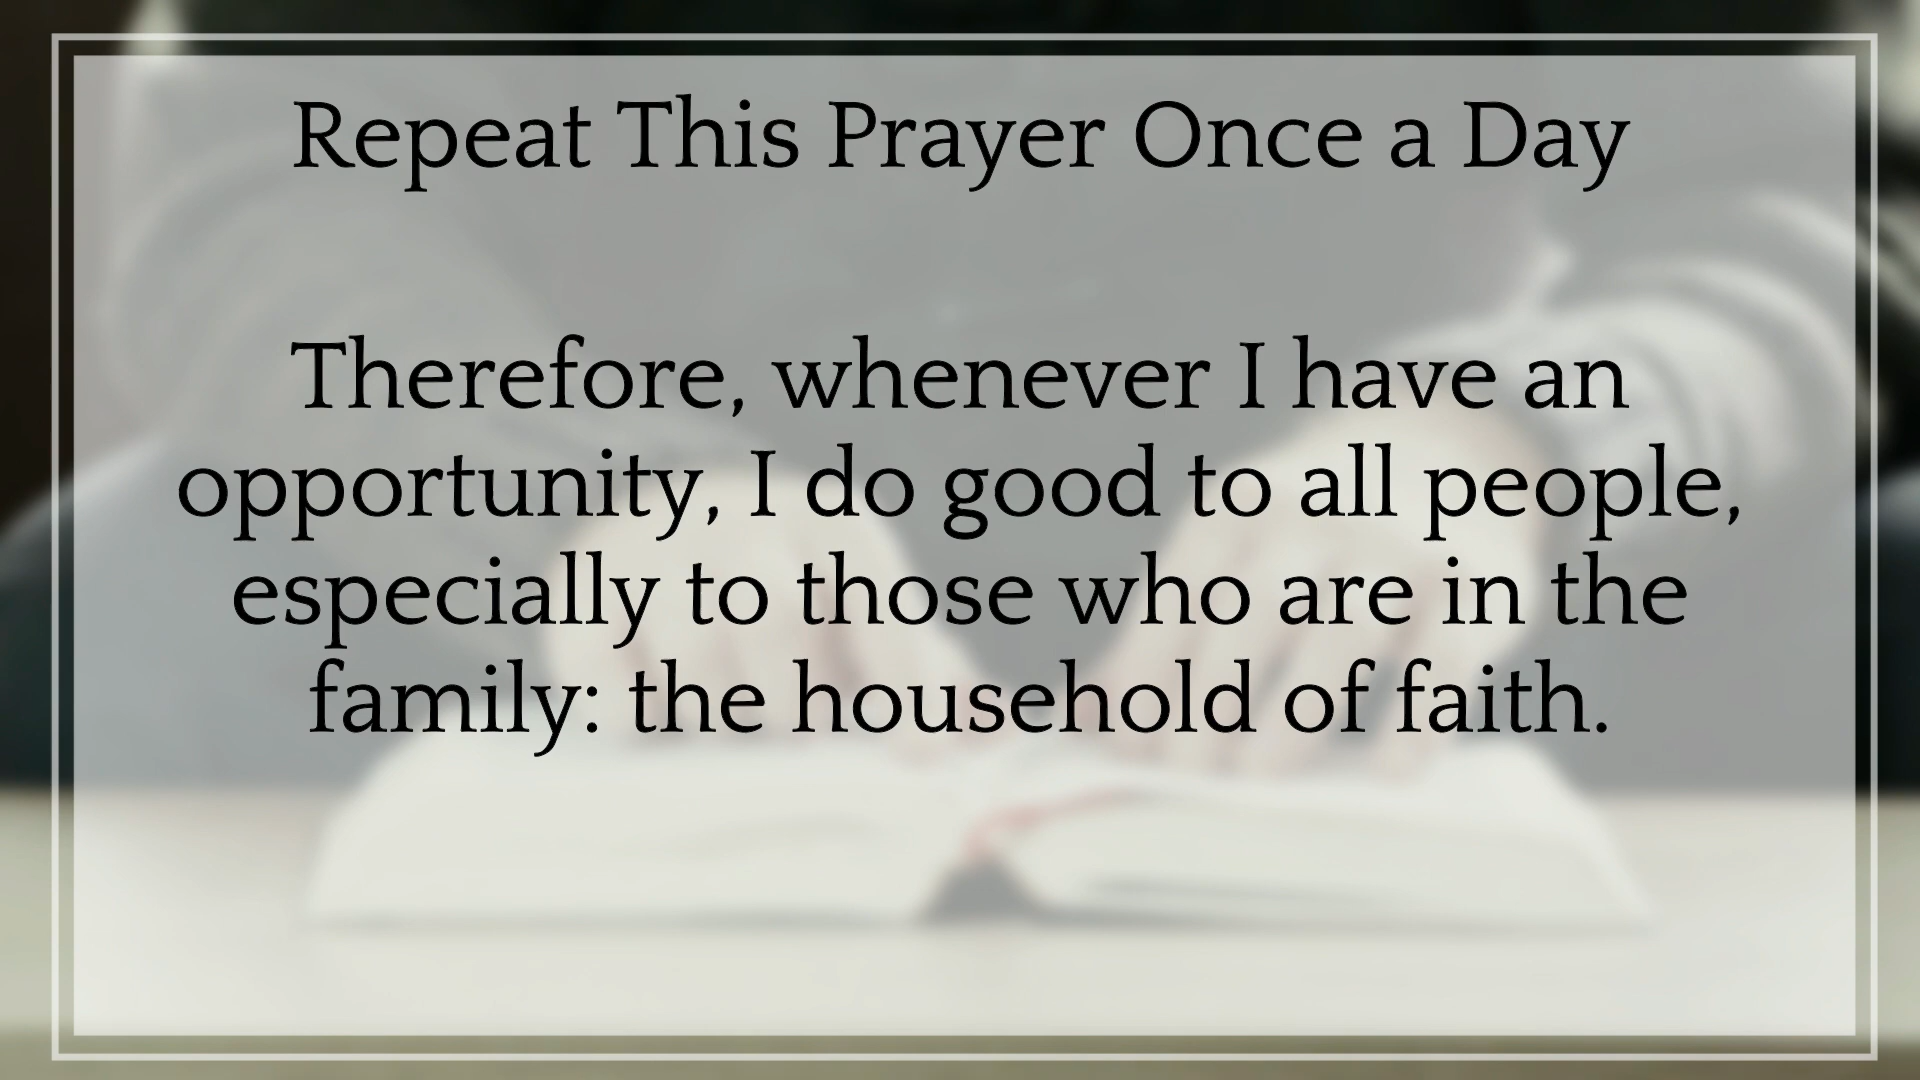 Repeat This Prayer Once a Day
Therefore, whenever I have an
opportunity, I do good to all people,
especially to those who are in the
family: the household of faith.